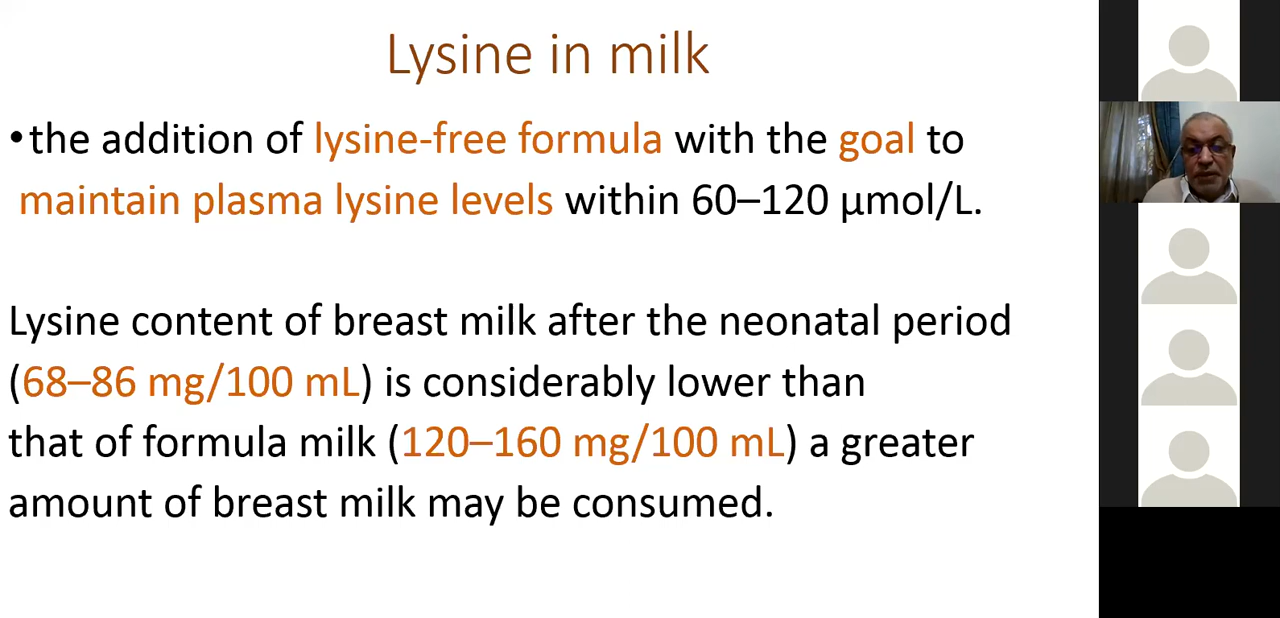 Lysine in milk
•the addition of lysine-free formula with the goal to
maintain plasma lysine levels within 60–120 µmol/L.
Lysine content of breast milk after the neonatal period
(68–86 mg/100 mL) is considerably lower than
that of formula milk (120–160 mg/100 mL) a greater
amount of breast milk may be consumed.